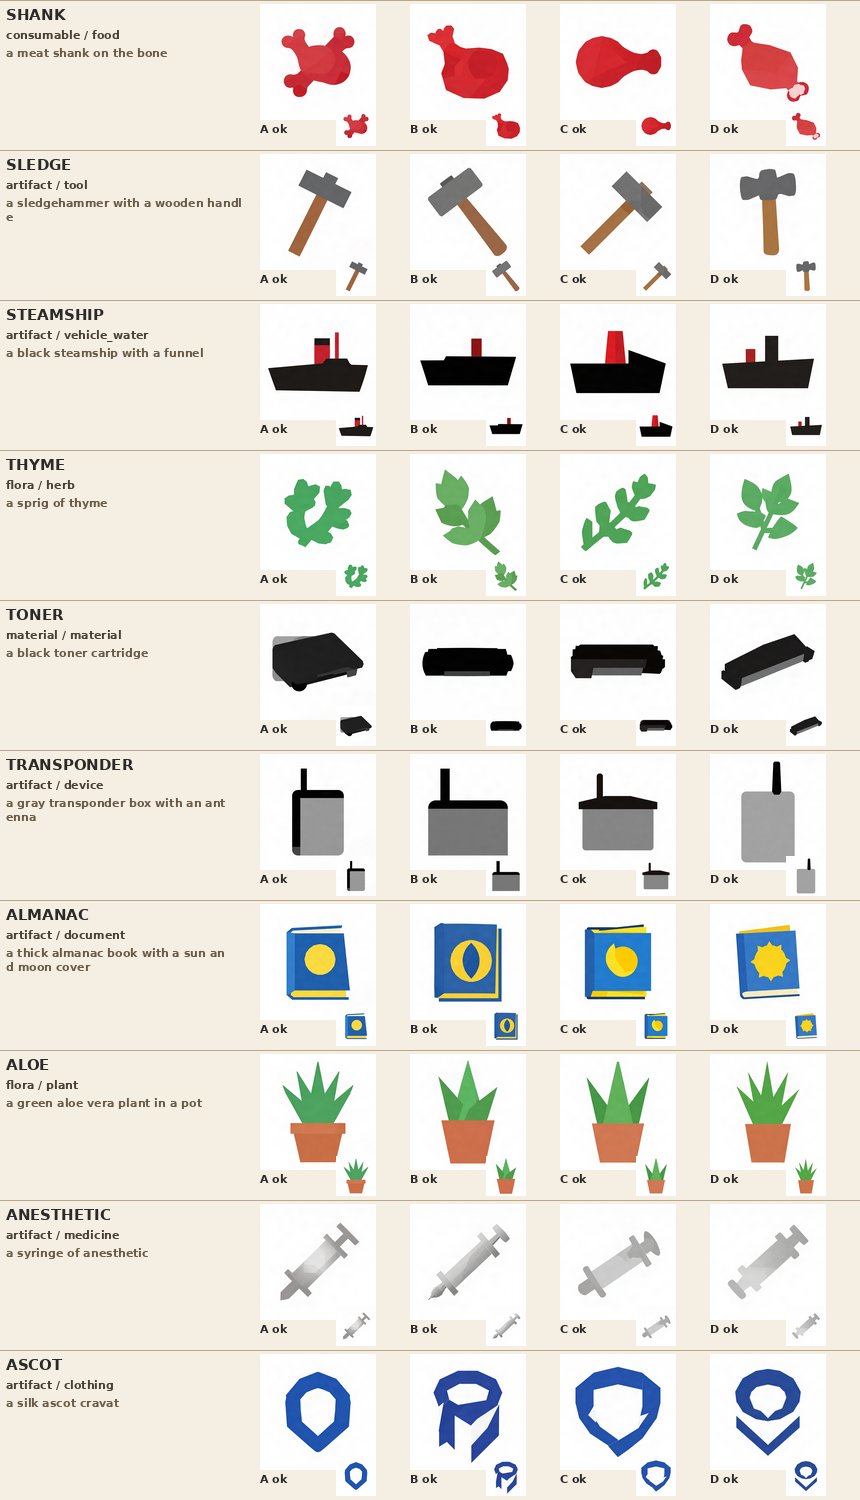 SHANK
consumable / food
a meat shank on the bone
A ok
B ok
C ok
D ok
SLEDGE
artifact / tool
a sledgehammer with a wooden handl
e
A ok
B ok
C ok
D ok
STEAMSHIP
artifact / vehicle_water
a black steamship with a funnel
A ok
B ok
C ok
D ok
THYME
flora / herb
a sprig of thyme
A ok
B ok
C ok
D ok
TONER
material / material
a black toner cartridge
A ok
B ok
C ok
D ok
TRANSPONDER
artifact / device
a gray transponder box with an ant
enna
A ok
B ok
C ok
D ok
ALMANAC
artifact / document
a thick almanac book with a sun an
d moon cover
A ok
B ok
C ok
D ok
ALOE
flora / plant
a green aloe vera plant in a pot
A ok
B ok
C ok
D ok
ANESTHETIC
artifact / medicine
a syringe of anesthetic
A ok
B ok
C ok
D ok
ASCOT
artifact / clothing
a silk ascot cravat
A ok
B ok
C ok
D ok